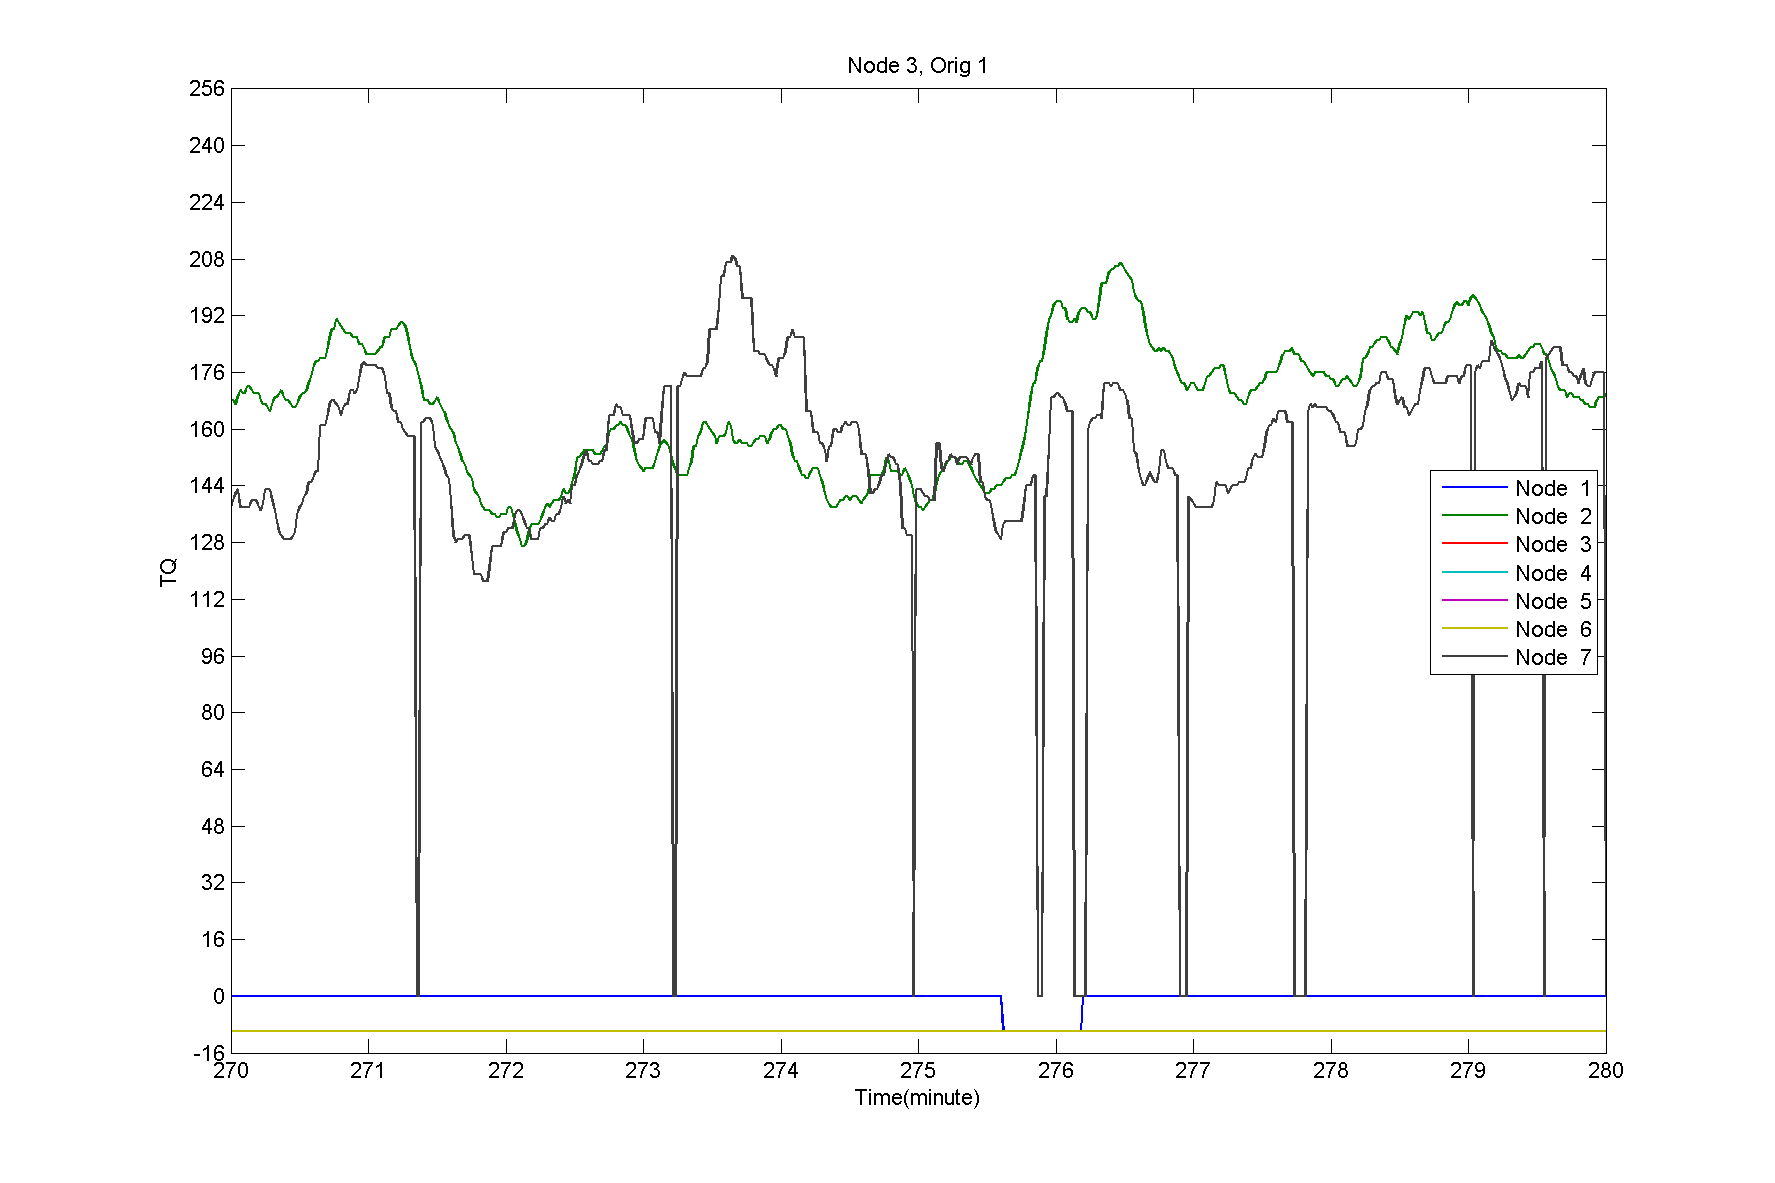 Node 3, Orig 1
256
240
224
208
192
176
160
144
128
112
96
80
64
48
32
16
0
-16
TQ
Node 1
Node 2
Node 3
Node 4
Node 5
Node 6
Node 7
270 271 272 273 274 275 276 277 278 279 280
Time(minute)